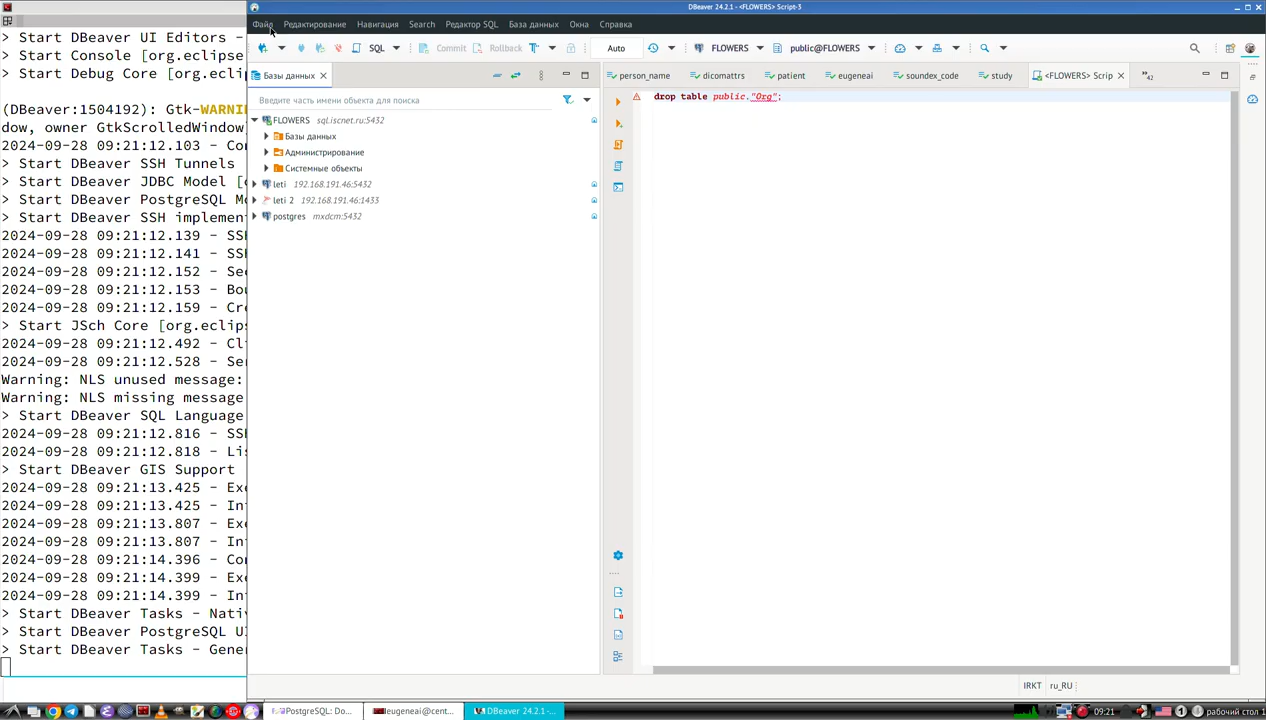 DBeaver 24.2.1 - <FLOWERS> Script-3
Файл Редактирование Навигация Search Редактор SQL База данных Окна Справка
SQL Commit Rollback Auto FLOWERS public@FLOWERS
Базы данных
person_name dicomattrs patient eugeneai soundex_code study <FLOWERS> Scrip
Введите часть имени объекта для поиска
drop table public."Org";
FLOWERS sql.iscnet.ru:5432
Базы данных
Администрирование
Системные объекты
leti 192.168.191.46:5432
leti 2 192.168.191.46:1433
postgres mxdcm:5432
> Start DBeaver UI Editors -
> Start Console [org.eclipse
> Start Debug Core [org.ecli
(DBeaver:1504192): Gtk-WARNI
dow, owner GtkScrolledWindow
2024-09-28 09:21:12.103 - Co
> Start DBeaver SSH Tunnels
> Start DBeaver JDBC Model [
> Start DBeaver PostgreSQL M
> Start DBeaver SSH implemen
2024-09-28 09:21:12.139 - SS
2024-09-28 09:21:12.141 - SS
2024-09-28 09:21:12.152 - Se
2024-09-28 09:21:12.153 - Bo
2024-09-28 09:21:12.159 - Cr
> Start JSch Core [org.eclip
2024-09-28 09:21:12.492 - Cl
2024-09-28 09:21:12.528 - Se
Warning: NLS unused message:
Warning: NLS missing message
> Start DBeaver SQL Language
2024-09-28 09:21:12.816 - SS
2024-09-28 09:21:12.818 - Li
> Start DBeaver GIS Support
2024-09-28 09:21:13.425 - Ex
2024-09-28 09:21:13.425 - In
2024-09-28 09:21:13.807 - Ex
2024-09-28 09:21:13.807 - In
2024-09-28 09:21:14.396 - Co
2024-09-28 09:21:14.399 - Ex
2024-09-28 09:21:14.399 - In
> Start DBeaver Tasks - Nati
> Start DBeaver PostgreSQL U
> Start DBeaver Tasks - Gene
IRKT ru_RU
PostgreSQL: Do... eugeneai@cent... DBeaver 24.2.1-... 09:21 рабочий стол 1